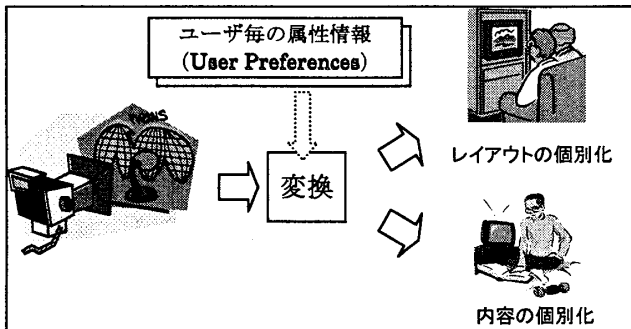 ユーザ毎の属性情報
(User Preferences)
NEWS
変換
レイアウトの個別化
内容の個別化